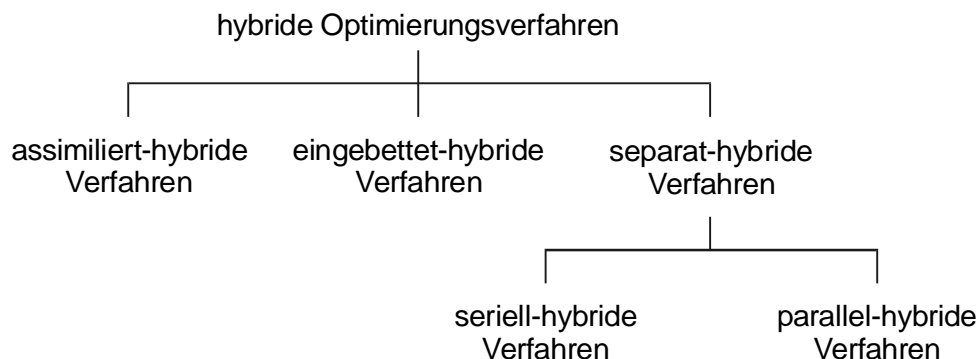 hybride Optimierungsverfahren
assimiliert-hybride
Verfahren
eingebettet-hybride
Verfahren
separat-hybride
Verfahren
seriell-hybride
Verfahren
parallel-hybride
Verfahren